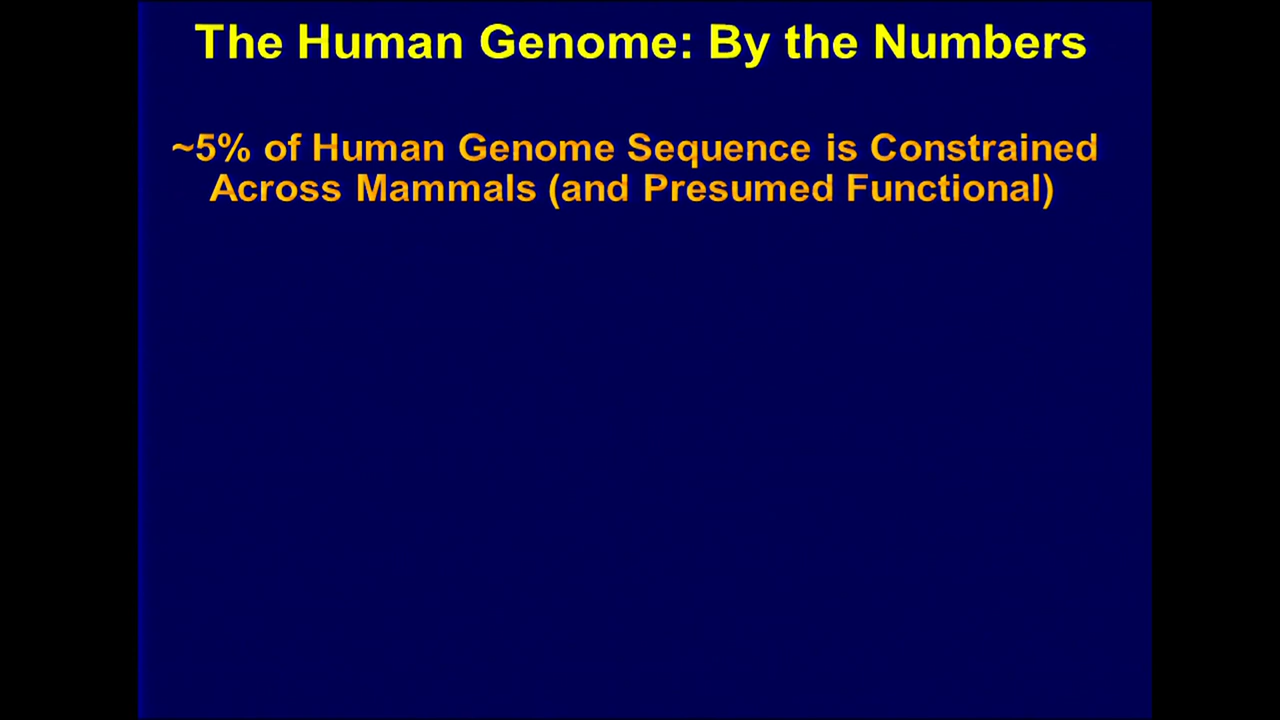 The Human Genome: By the Numbers
~5% of Human Genome Sequence is Constrained
Across Mammals (and Presumed Functional)